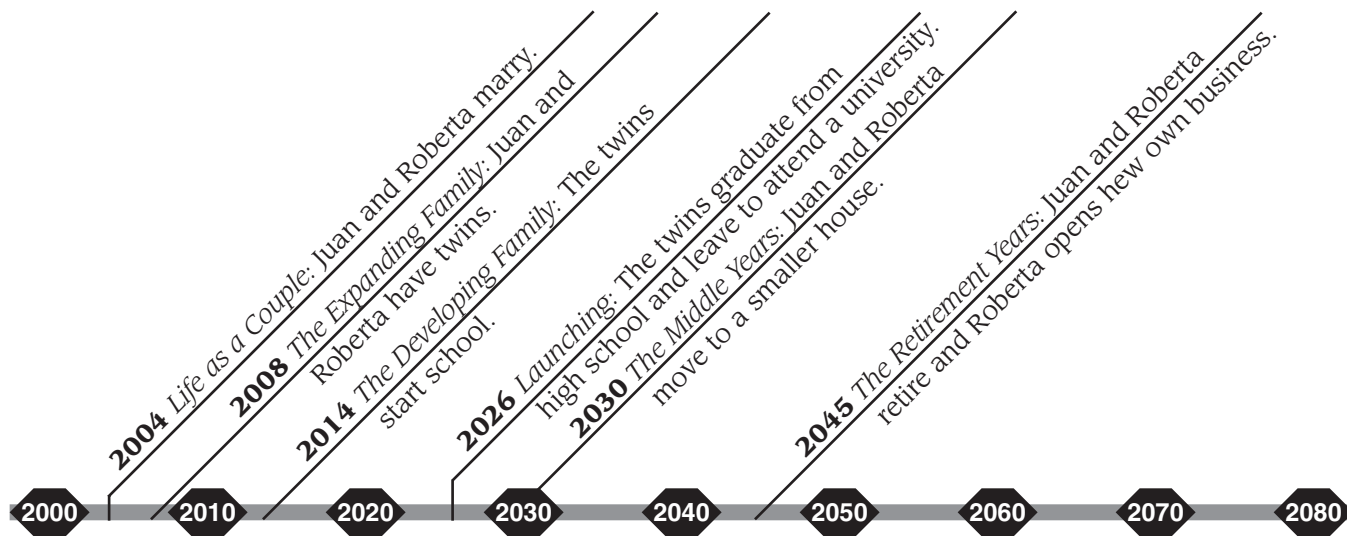 2004 Life as a Couple: Juan and Roberta marry.
2008 The Expanding Family: Juan and
Roberta have twins.
2014 The Developing Family: The twins
start school.
2026 Launching: The twins graduate from
high school and leave to attend a university.
2030 The Middle Years: Juan and Roberta
move to a smaller house.
2045 The Retirement Years: Juan and Roberta
retire and Roberta opens hew own business.
2000 2010 2020 2030 2040 2050 2060 2070 2080